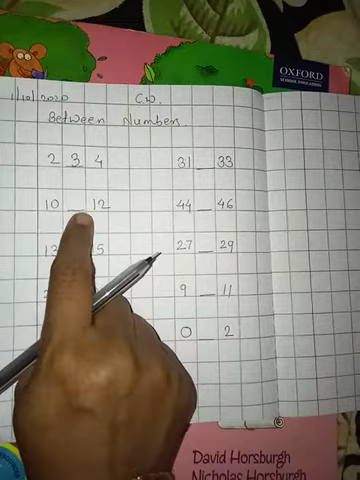 OXFORD
1/10/2020 C.W.
Between Numbers.
2 3 4 31 _ 33
10 _ 12 44 _ 46
27 _ 29
9 _ 11
0 _ 2
David Horsburgh
Nicholas Horsburgh